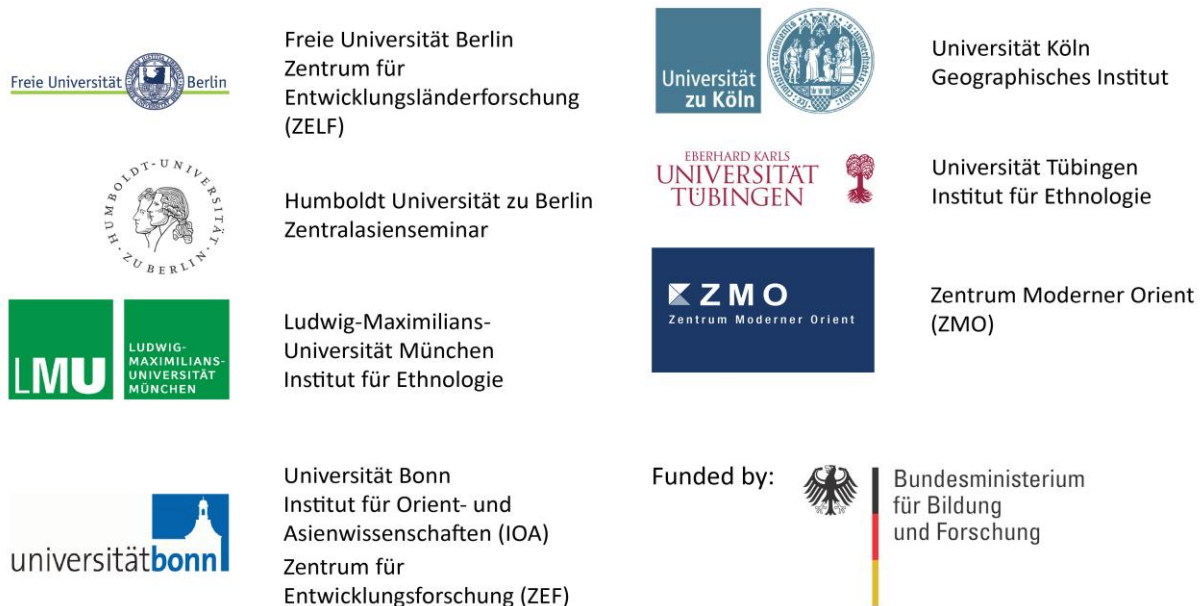 Freie Universität Berlin
Freie Universität Berlin
Zentrum für
Entwicklungsländerforschung
(ZELF)
HUMBOLDT-UNIVERSITÄT
ZU BERLIN
Humboldt Universität zu Berlin
Zentralasienseminar
LMU
LUDWIG-
MAXIMILIANS-
UNIVERSITÄT
MÜNCHEN
Ludwig-Maximilians-
Universität München
Institut für Ethnologie
universitätbonn
Universität Bonn
Institut für Orient- und
Asienwissenschaften (IOA)
Zentrum für
Entwicklungsforschung (ZEF)
Universität
zu Köln
Universität Köln
Geographisches Institut
EBERHARD KARLS
UNIVERSITÄT
TÜBINGEN
Universität Tübingen
Institut für Ethnologie
ZMO
Zentrum Moderner Orient
Zentrum Moderner Orient
(ZMO)
Funded by:
Bundesministerium
für Bildung
und Forschung